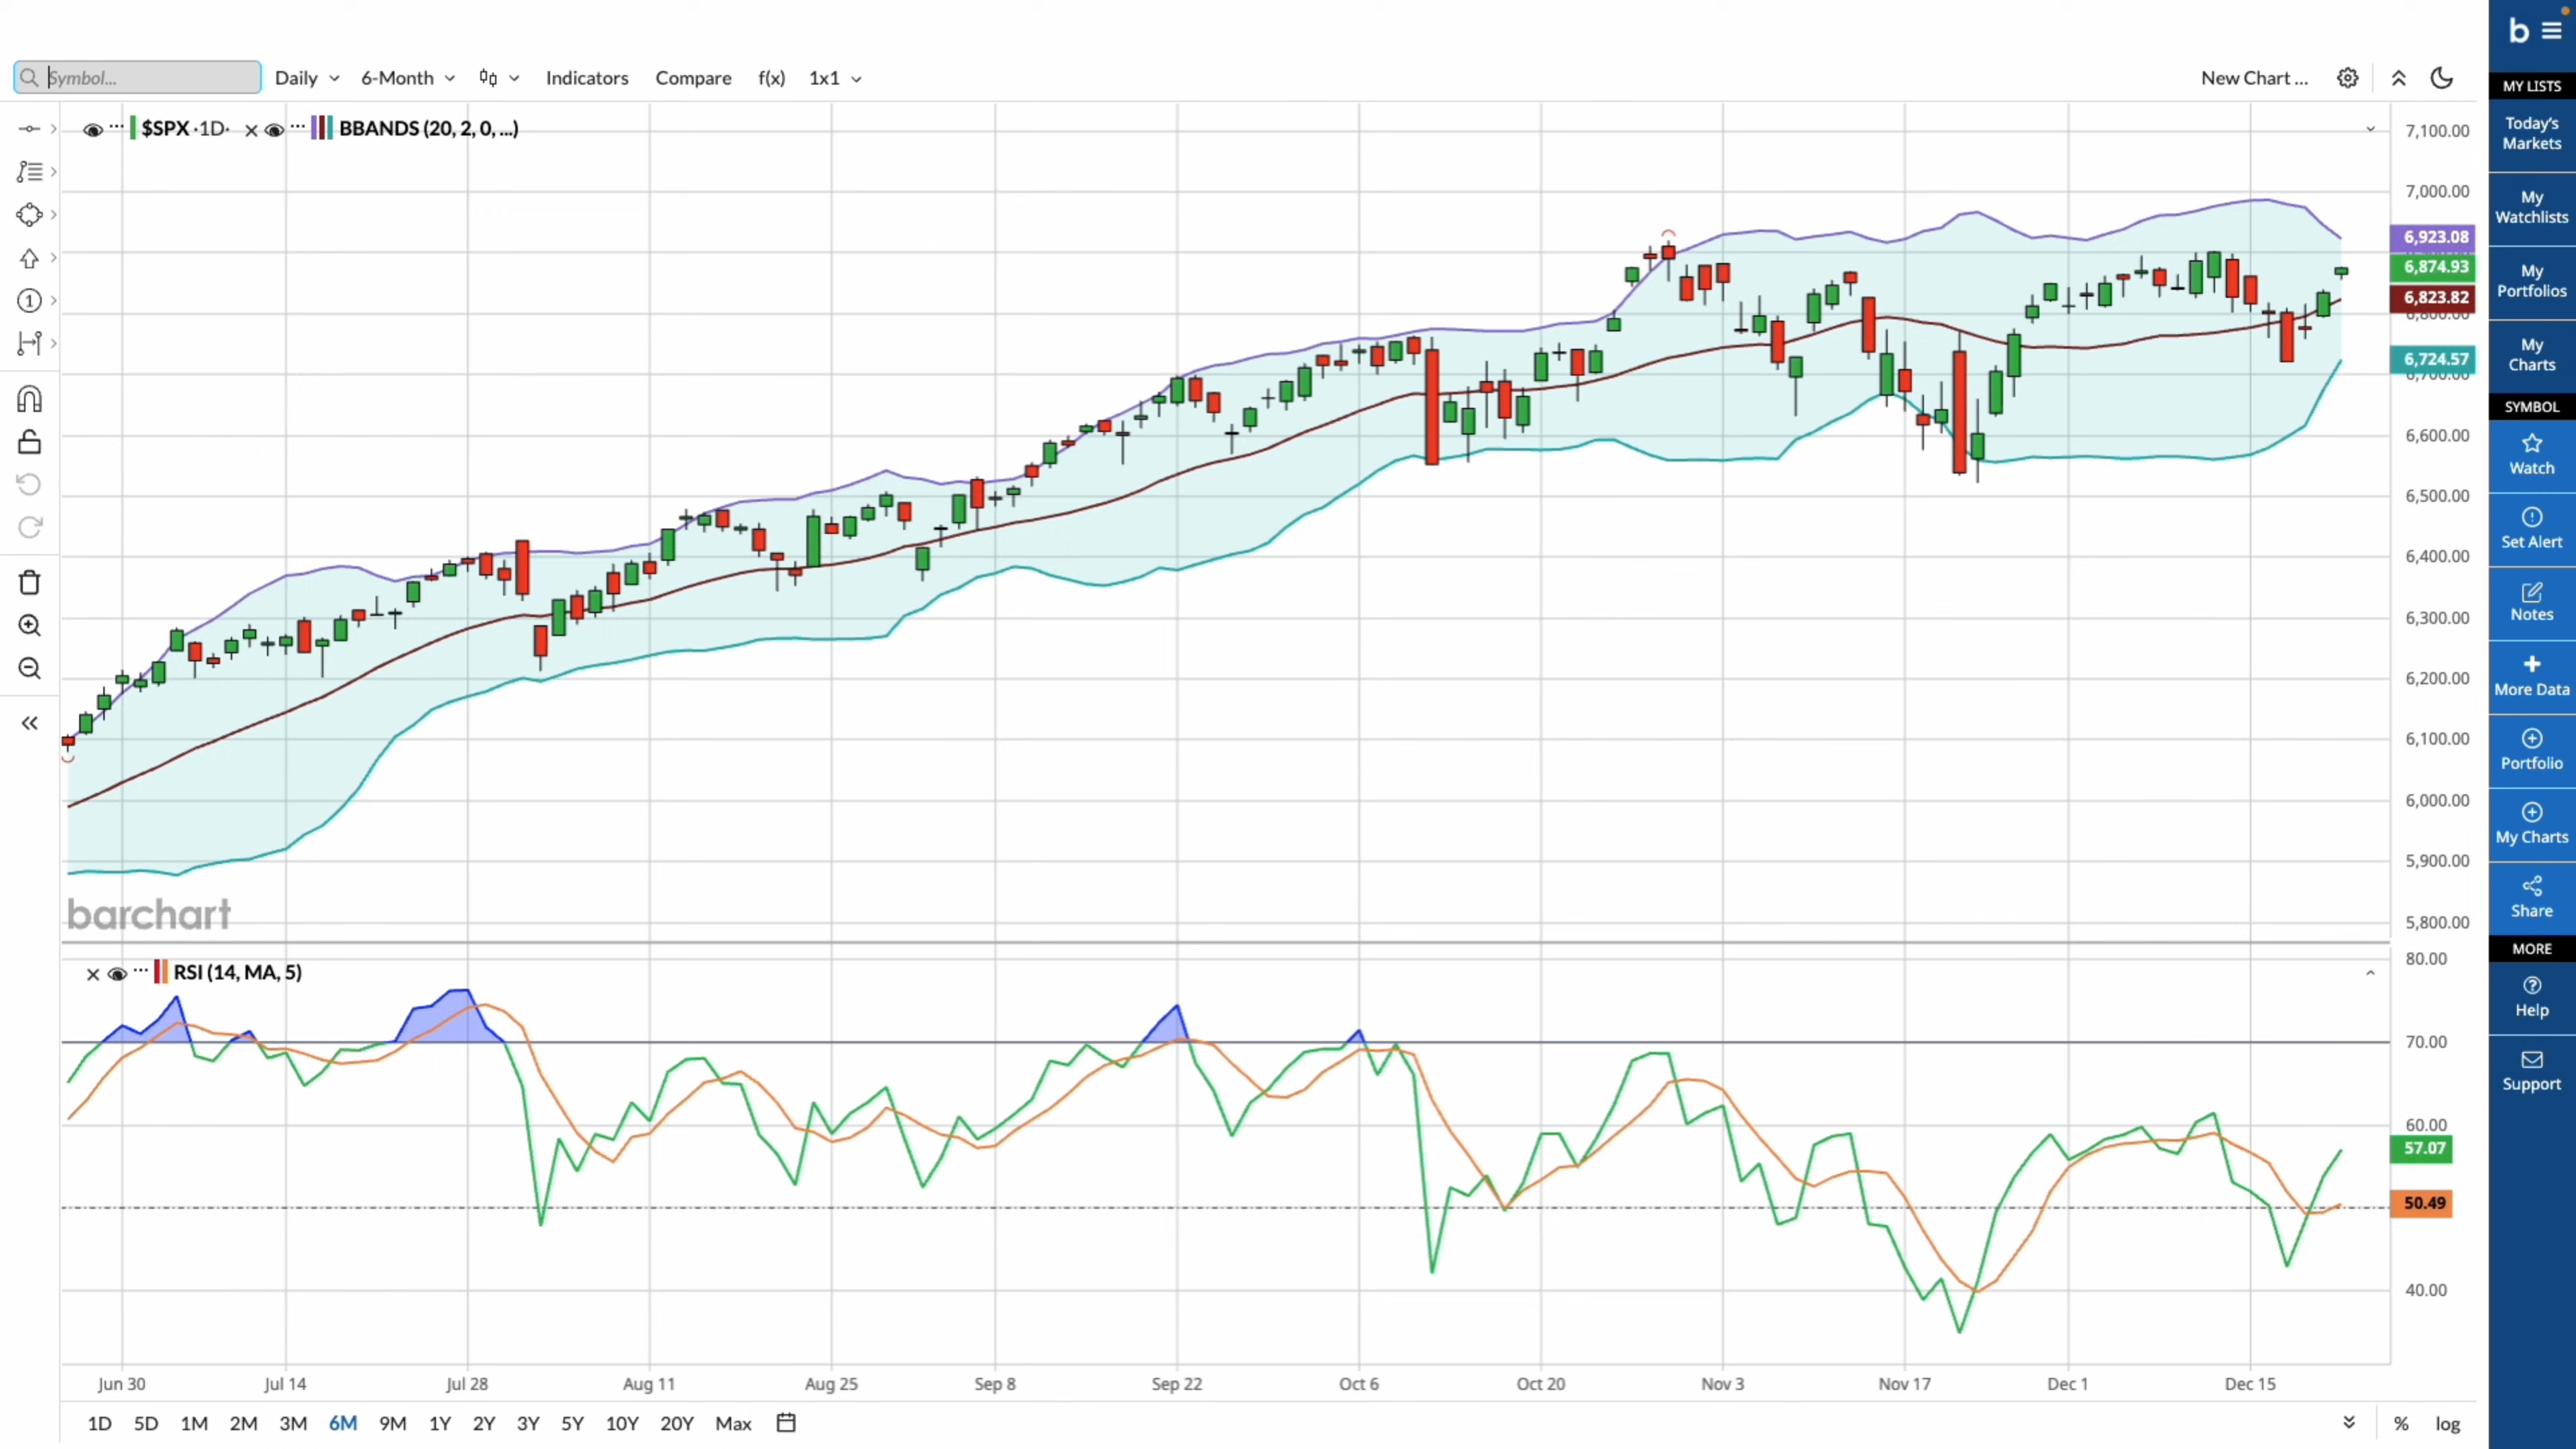 b
Symbol...
Daily
6-Month
Indicators
Compare
f(x)
1x1
New Chart ...
$SPX ·1D·
BBANDS (20, 2, 0, ...)
7,100.00
7,000.00
6,923.08
6,874.93
6,823.82
6,800.00
6,724.57
6,700.00
6,600.00
6,500.00
6,400.00
6,300.00
6,200.00
6,100.00
6,000.00
5,900.00
5,800.00
1
barchart
RSI (14, MA, 5)
80.00
70.00
60.00
57.07
50.49
40.00
Jun 30
Jul 14
Jul 28
Aug 11
Aug 25
Sep 8
Sep 22
Oct 6
Oct 20
Nov 3
Nov 17
Dec 1
Dec 15
1D
5D
1M
2M
3M
6M
9M
1Y
2Y
3Y
5Y
10Y
20Y
Max
%
log
MY LISTS
Today's
Markets
My
Watchlists
My
Portfolios
My
Charts
SYMBOL
Watch
Set Alert
Notes
More Data
Portfolio
My Charts
Share
MORE
Help
Support